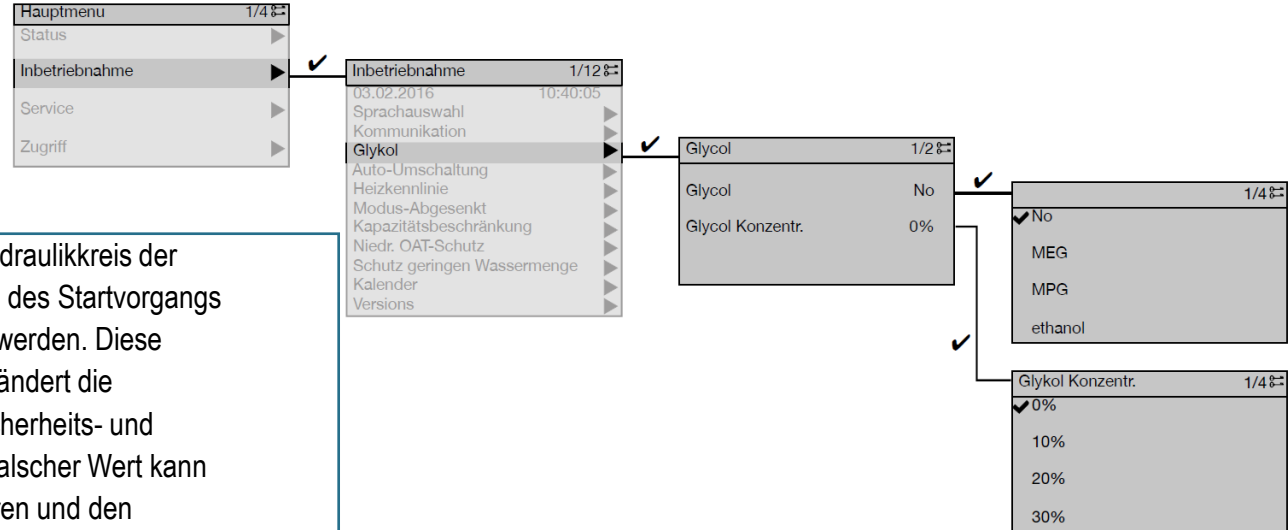 Hauptmenu 1/4
Status
Inbetriebnahme
Service
Zugriff
Inbetriebnahme 1/12
03.02.2016 10:40:05
Sprachauswahl
Kommunikation
Glykol
Auto-Umschaltung
Heizkennlinie
Modus-Abgesenkt
Kapazitätsbeschränkung
Niedr. OAT-Schutz
Schutz geringen Wassermenge
Kalender
Versions
Glycol 1/2
Glycol No
Glycol Konzentr. 0%
1/4
No
MEG
MPG
ethanol
Glykol Konzentr. 1/4
0%
10%
20%
30%
draulikkreis der
des Startvorgangs
werden. Diese
ändert die
herheits- und
alscher Wert kann
ren und den